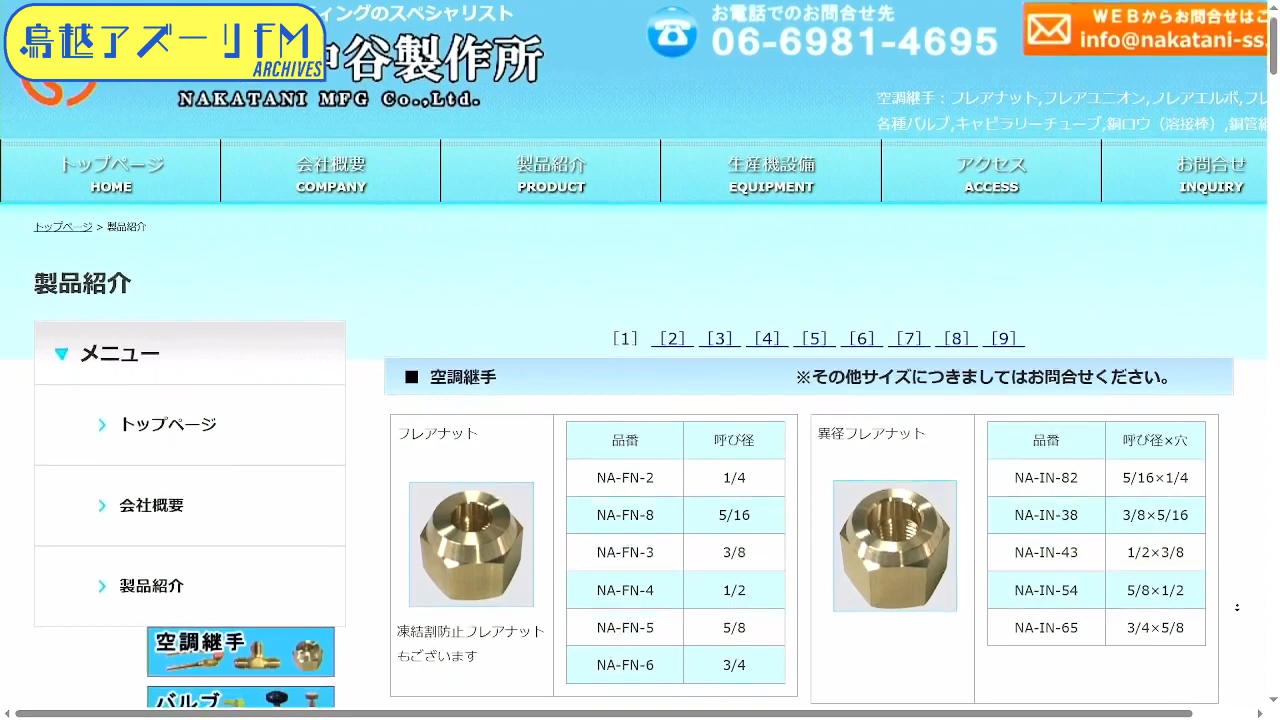 鳥越アズーリFM
ARCHIVES
ィングのスペシャリスト
中谷製作所
NAKATANI MFG Co.,Ltd.
お電話でのお問合せ先
06-6981-4695
WEBからお問合せはこ
info@nakatani-ss.
空調継手：フレアナット,フレアユニオン,フレアエルボ,フレ
各種バルブ,キャピラリーチューブ,銅ロウ（溶接棒）,銅管継
トップページ 会社概要 製品紹介 生産機設備 アクセス お問合せ
HOME COMPANY PRODUCT EQUIPMENT ACCESS INQUIRY
トップページ > 製品紹介
製品紹介
メニュー
トップページ
会社概要
製品紹介
空調継手
バルブ
［1］ ［2］ ［3］ ［4］ ［5］ ［6］ ［7］ ［8］ ［9］
■ 空調継手 ※その他サイズにつきましてはお問合せください。
フレアナット
凍結割防止フレアナット
もございます
品番 呼び径
NA-FN-2 1/4
NA-FN-8 5/16
NA-FN-3 3/8
NA-FN-4 1/2
NA-FN-5 5/8
NA-FN-6 3/4
異径フレアナット
品番 呼び径×穴
NA-IN-82 5/16×1/4
NA-IN-38 3/8×5/16
NA-IN-43 1/2×3/8
NA-IN-54 5/8×1/2
NA-IN-65 3/4×5/8